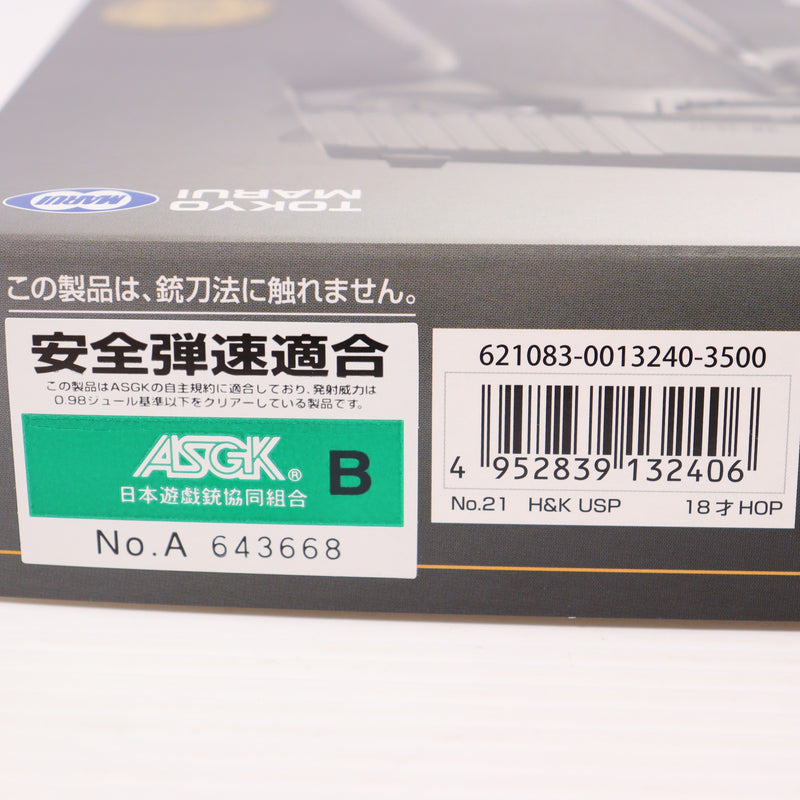 TOKYO
MARUI
MARUI
この製品は、銃刀法に触れません。
安全弾速適合
この製品はASGKの自主規約に適合しており、発射威力は
0.98ジュール基準以下をクリアーしている製品です。
ASGK® B
日本遊戯銃協同組合
No.A 643668
621083-0013240-3500
4 952839 132406
No.21 H&K USP 18才HOP